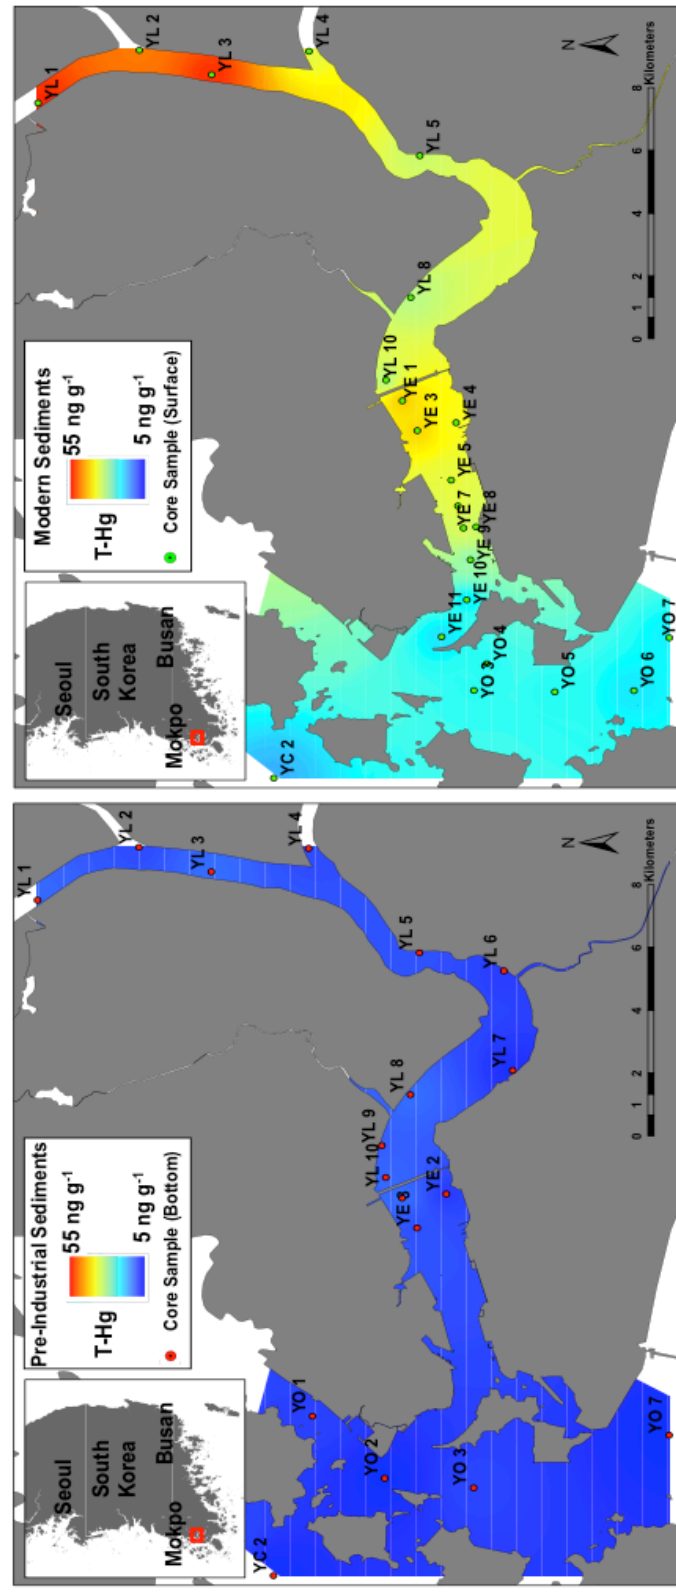 Pre-Industrial Sediments
T-Hg
55 ng g-1
5 ng g-1
Core Sample (Bottom)
Seoul
South
Korea
Mokpo
Busan
YC 2
YO 1
YO 2
YO 3
YO 7
YE 3
YE 2
YL 10
YL 9
YL 8
YL 7
YL 6
YL 5
YL 4
YL 3
YL 2
YL 1
N
0 1 2 4 6 8
Kilometers
Modern Sediments
T-Hg
55 ng g-1
5 ng g-1
Core Sample (Surface)
Seoul
South
Korea
Mokpo
Busan
YC 2
YO 3
YO 4
YO 5
YO 6
YO 7
YE 11
YE 10
YE 9
YE 8
YE 7
YE 5
YE 4
YE 3
YE 1
YL 10
YL 8
YL 5
YL 4
YL 3
YL 2
YL 1
N
0 1 2 4 6 8
Kilometers